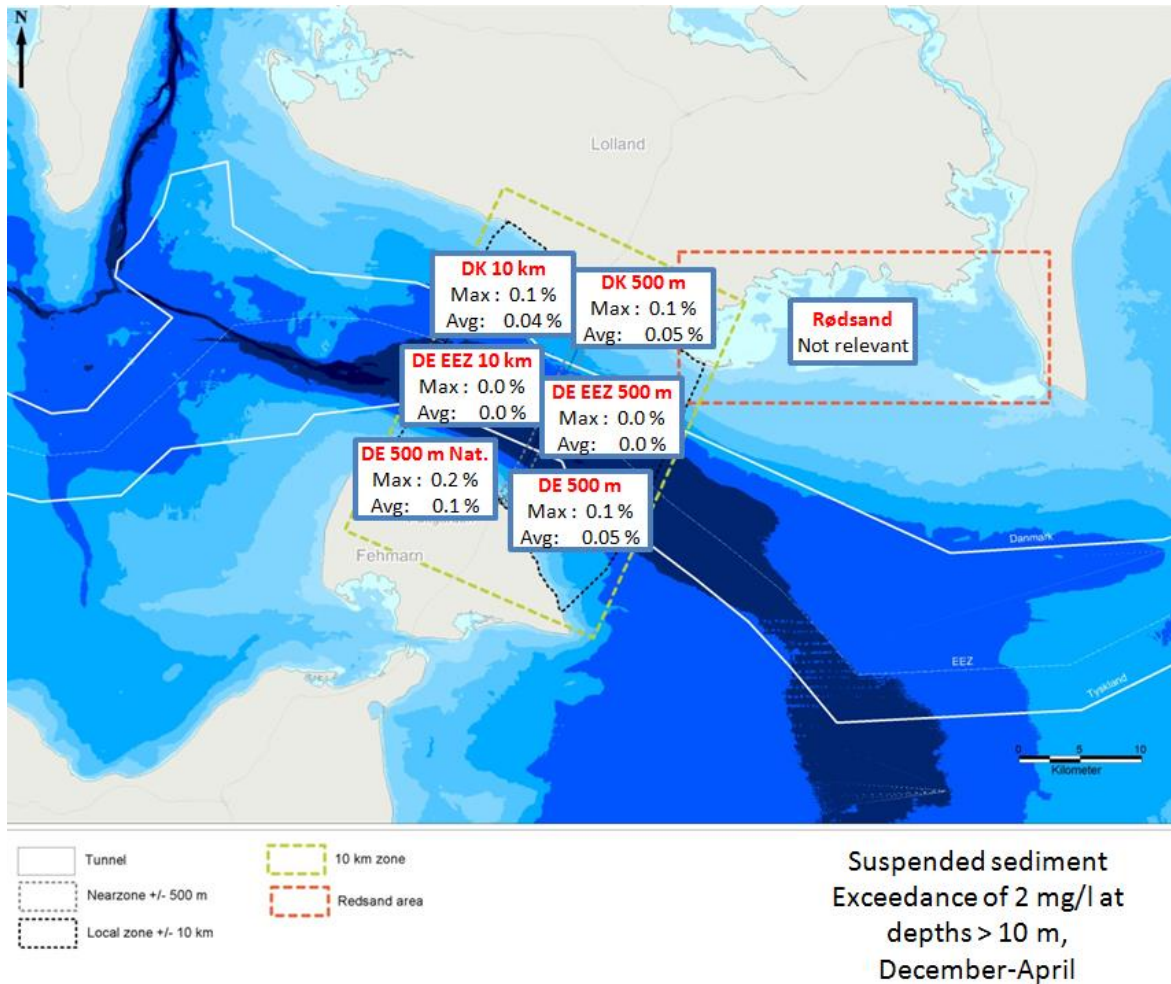 N
Lolland
DK 10 km
Max : 0.1 %
Avg: 0.04 %
DK 500 m
Max : 0.1 %
Avg: 0.05 %
Rødsand
Not relevant
DE EEZ 10 km
Max : 0.0 %
Avg: 0.0 %
DE EEZ 500 m
Max : 0.0 %
Avg: 0.0 %
DE 500 m Nat.
Max : 0.2 %
Avg: 0.1 %
DE 500 m
Max : 0.1 %
Avg: 0.05 %
Fehmarn
Danmark
EEZ
Tyskland
0 5 10
Kilometer
Tunnel
Nearzone +/- 500 m
Local zone +/- 10 km
10 km zone
Redsand area
Suspended sediment
Exceedance of 2 mg/l at
depths > 10 m,
December-April